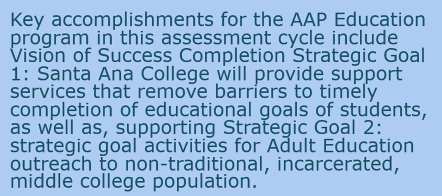 Key accomplishments for the AAP Education
program in this assessment cycle include
Vision of Success Completion Strategic Goal
1: Santa Ana College will provide support
services that remove barriers to timely
completion of educational goals of students,
as well as, supporting Strategic Goal 2:
strategic goal activities for Adult Education
outreach to non-traditional, incarcerated,
middle college population.